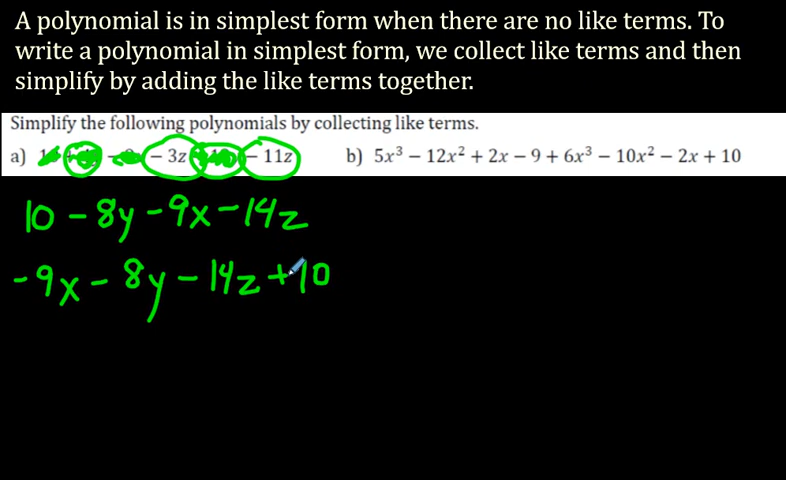 A polynomial is in simplest form when there are no like terms. To
write a polynomial in simplest form, we collect like terms and then
simplify by adding the like terms together.
Simplify the following polynomials by collecting like terms.
a) − 3z − 11z b) 5x³ − 12x² + 2x − 9 + 6x³ − 10x² − 2x + 10
10 - 8y - 9x - 14z
-9x - 8y - 14z + 10